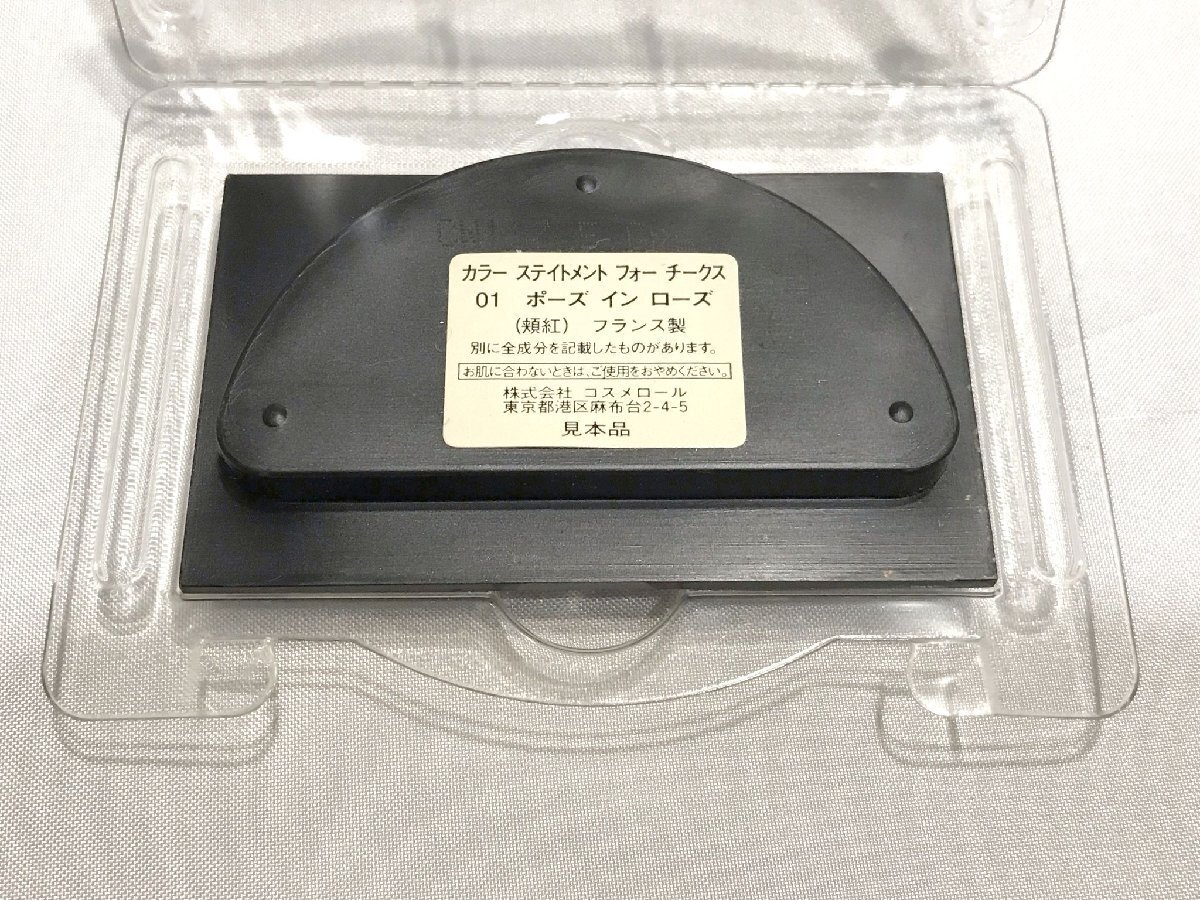 カラー ステイトメント フォー チークス
01 ポーズ イン ローズ
(頬紅) フランス製
別に全成分を記載したものがあります。
お肌に合わないときは、ご使用をおやめください。
株式会社 コスメロール
東京都港区麻布台2-4-5
見本品